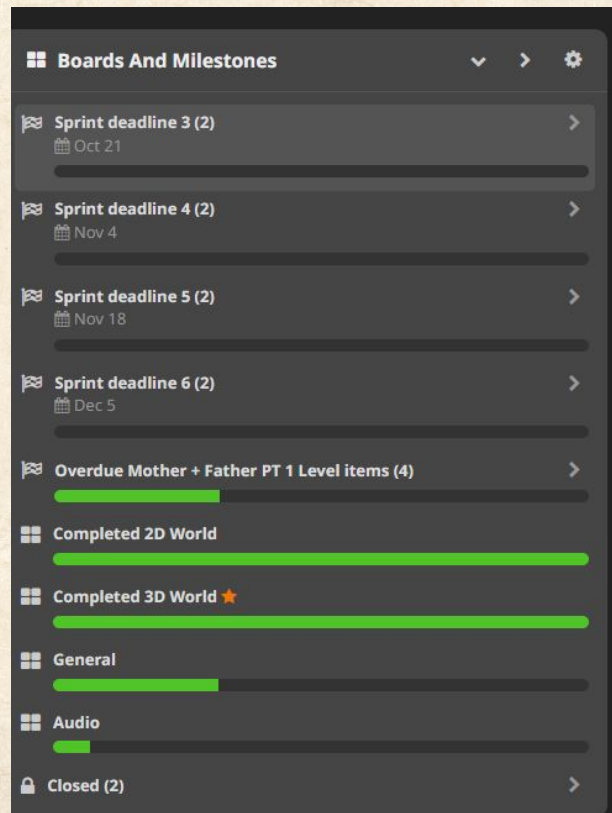 Boards And Milestones
Sprint deadline 3 (2)
Oct 21
Sprint deadline 4 (2)
Nov 4
Sprint deadline 5 (2)
Nov 18
Sprint deadline 6 (2)
Dec 5
Overdue Mother + Father PT 1 Level items (4)
Completed 2D World
Completed 3D World
General
Audio
Closed (2)